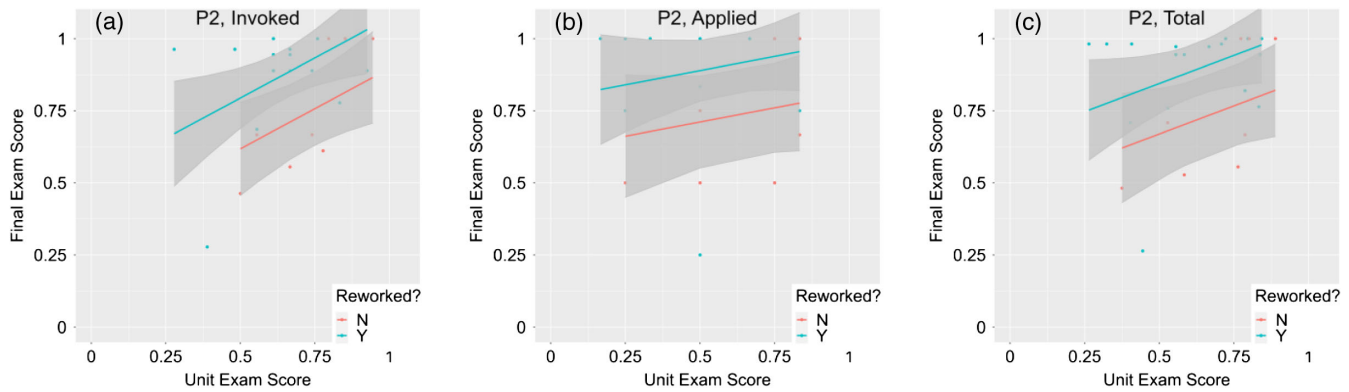 (a)
P2, Invoked
Final Exam Score
1
0.75
0.5
0.25
0
0
0.25
0.5
0.75
1
Unit Exam Score
Reworked?
N
Y
(b)
P2, Applied
Final Exam Score
1
0.75
0.5
0.25
0
0
0.25
0.5
0.75
1
Unit Exam Score
Reworked?
N
Y
(c)
P2, Total
Final Exam Score
1
0.75
0.5
0.25
0
0
0.25
0.5
0.75
1
Unit Exam Score
Reworked?
N
Y